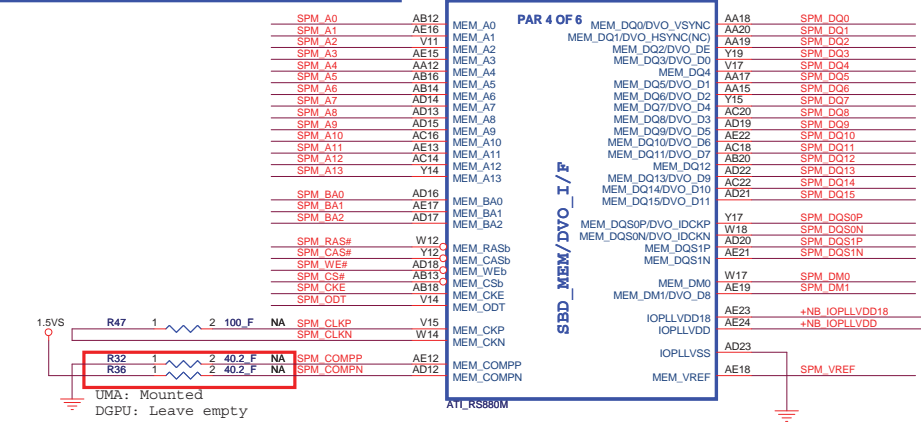 PAR 4 OF 6
SPM_A0 AB12 MEM_A0 MEM_DQ0/DVO_VSYNC AA18 SPM_DQ0
SPM_A1 AE16 MEM_A1 MEM_DQ1/DVO_HSYNC(NC) AA20 SPM_DQ1
SPM_A2 V11 MEM_A2 MEM_DQ2/DVO_DE AA19 SPM_DQ2
SPM_A3 AE15 MEM_A3 MEM_DQ3/DVO_D0 Y19 SPM_DQ3
SPM_A4 AA12 MEM_A4 MEM_DQ4 V17 SPM_DQ4
SPM_A5 AB16 MEM_A5 MEM_DQ5/DVO_D1 AA17 SPM_DQ5
SPM_A6 AB14 MEM_A6 MEM_DQ6/DVO_D2 AA15 SPM_DQ6
SPM_A7 AD14 MEM_A7 MEM_DQ7/DVO_D4 Y15 SPM_DQ7
SPM_A8 AD13 MEM_A8 MEM_DQ8/DVO_D3 AC20 SPM_DQ8
SPM_A9 AD15 MEM_A9 MEM_DQ9/DVO_D5 AD19 SPM_DQ9
SPM_A10 AC16 MEM_A10 MEM_DQ10/DVO_D6 AE22 SPM_DQ10
SPM_A11 AE13 MEM_A11 MEM_DQ11/DVO_D7 AC18 SPM_DQ11
SPM_A12 AC14 MEM_A12 MEM_DQ12 AB20 SPM_DQ12
SPM_A13 Y14 MEM_A13 MEM_DQ13/DVO_D9 AD22 SPM_DQ13
MEM_DQ14/DVO_D10 AC22 SPM_DQ14
MEM_DQ15/DVO_D11 AD21 SPM_DQ15
SPM_BA0 AD16 MEM_BA0
SPM_BA1 AE17 MEM_BA1
SPM_BA2 AD17 MEM_BA2
MEM_DQS0P/DVO_IDCKP Y17 SPM_DQS0P
MEM_DQS0N/DVO_IDCKN W18 SPM_DQS0N
MEM_DQS1P AD20 SPM_DQS1P
MEM_DQS1N AE21 SPM_DQS1N
SPM_RAS# W12 MEM_RASb
SPM_CAS# Y12 MEM_CASb
SPM_WE# AD18 MEM_WEb
SPM_CS# AB13 MEM_CSb
SPM_CKE AB18 MEM_CKE
SPM_ODT V14 MEM_ODT
MEM_DM0 W17 SPM_DM0
MEM_DM1/DVO_D8 AE19 SPM_DM1
SBD_MEM/DVO_I/F
IOPLLVDD18 AE23 +NB_IOPLLVDD18
IOPLLVDD AE24 +NB_IOPLLVDD
IOPLLVSS AD23
MEM_VREF AE18 SPM_VREF
1.5VS
R47 1 2 100_F NA SPM_CLKP V15 MEM_CKP
SPM_CLKN W14 MEM_CKN
R32 1 2 40.2_F NA SPM_COMPP AE12 MEM_COMPP
R36 1 2 40.2_F NA SPM_COMPN AD12 MEM_COMPN
UMA: Mounted
DGPU: Leave empty
ATI_RS880M